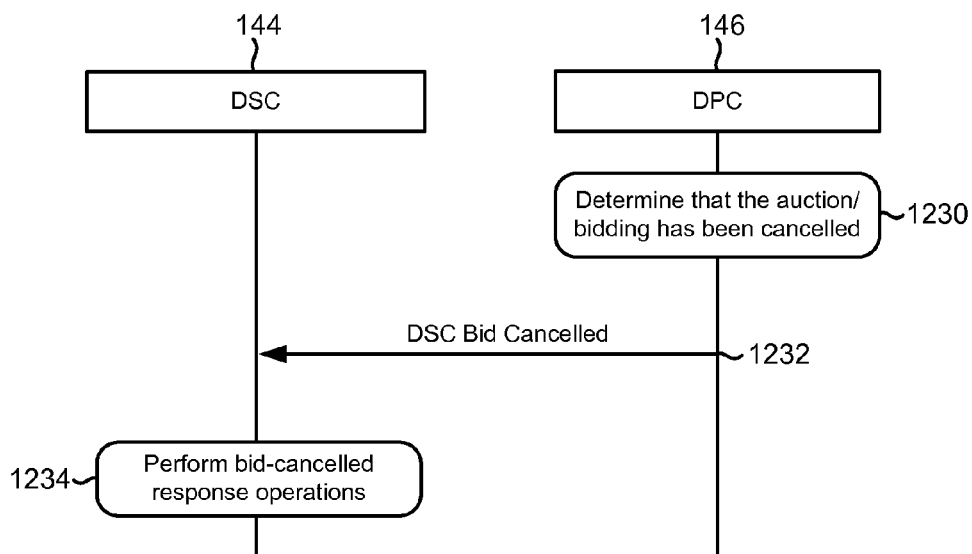 144
146
DSC
DPC
Determine that the auction/
bidding has been cancelled
1230
DSC Bid Cancelled
1232
Perform bid-cancelled
response operations
1234